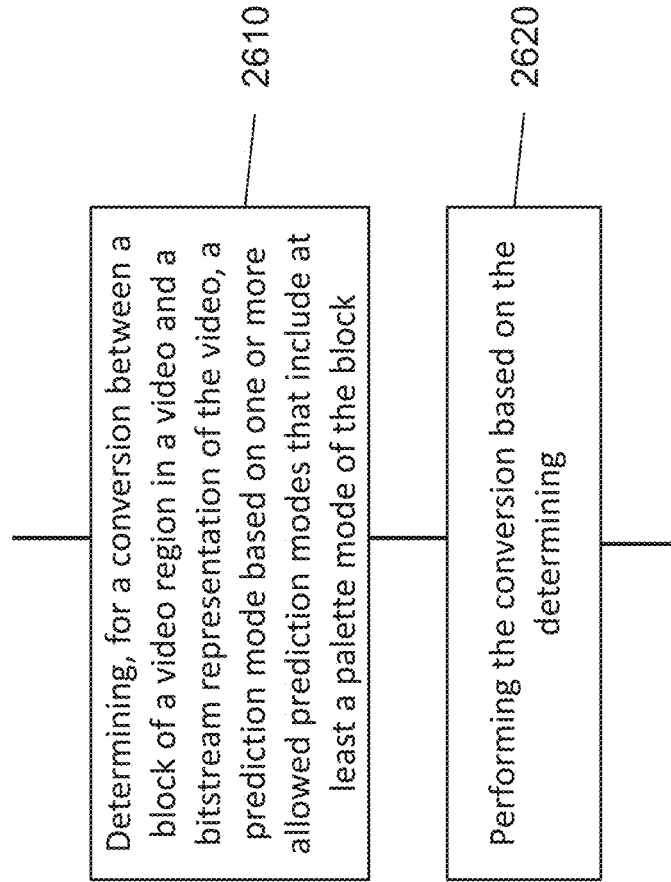 Determining, for a conversion between a
block of a video region in a video and a
bitstream representation of the video, a
prediction mode based on one or more
allowed prediction modes that include at
least a palette mode of the block
2610
Performing the conversion based on the
determining
2620